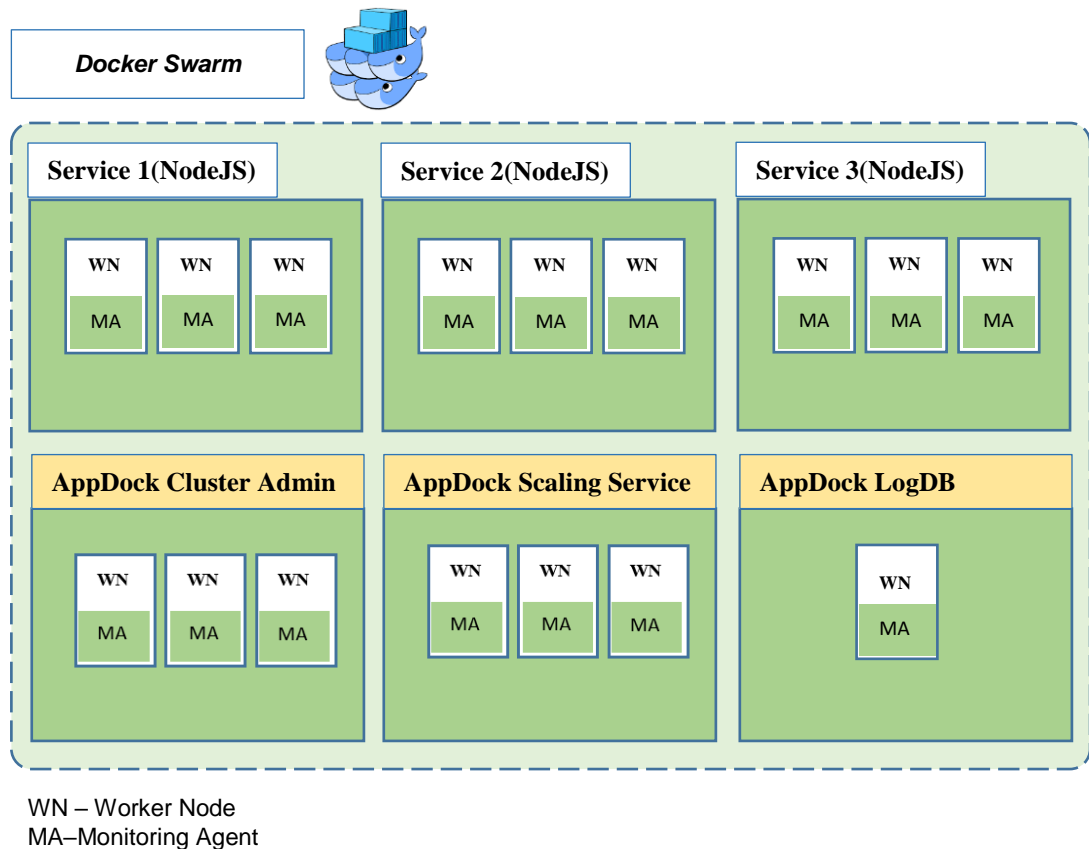 Docker Swarm
Service 1(NodeJS)
Service 2(NodeJS)
Service 3(NodeJS)
WN WN WN
MA MA MA
WN WN WN
MA MA MA
WN WN WN
MA MA MA
AppDock Cluster Admin
AppDock Scaling Service
AppDock LogDB
WN WN WN
MA MA MA
WN WN WN
MA MA MA
WN
MA
WN – Worker Node
MA–Monitoring Agent